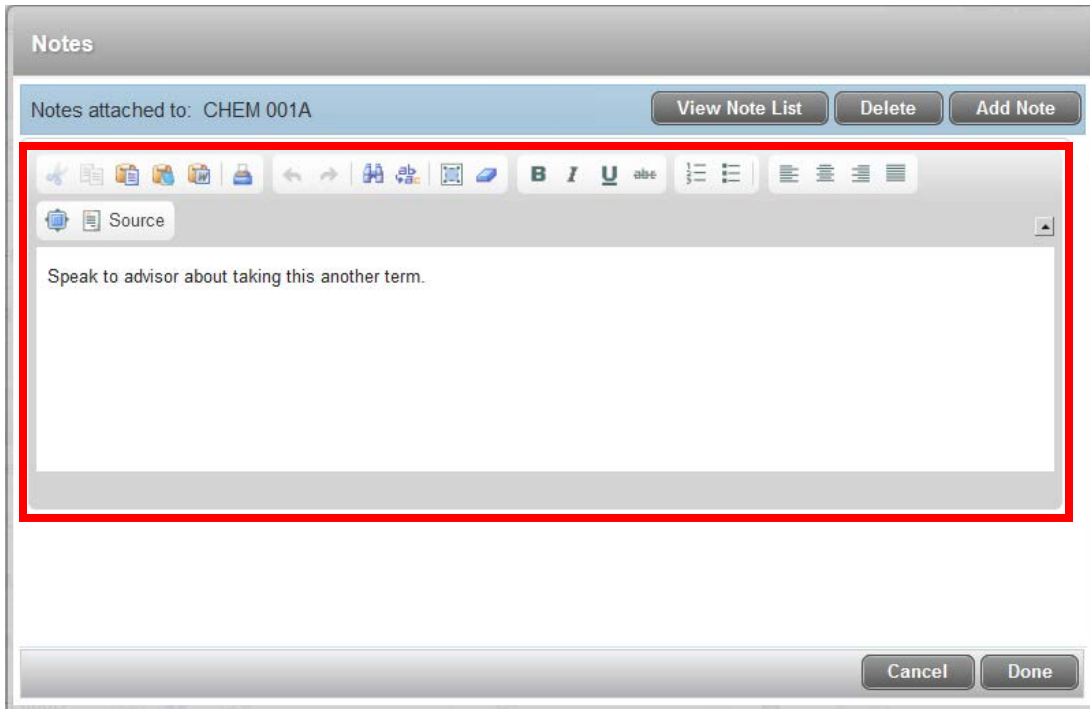 Notes
Notes attached to: CHEM 001A
View Note List Delete Add Note
B I U abc
Source
Speak to advisor about taking this another term.
Cancel Done